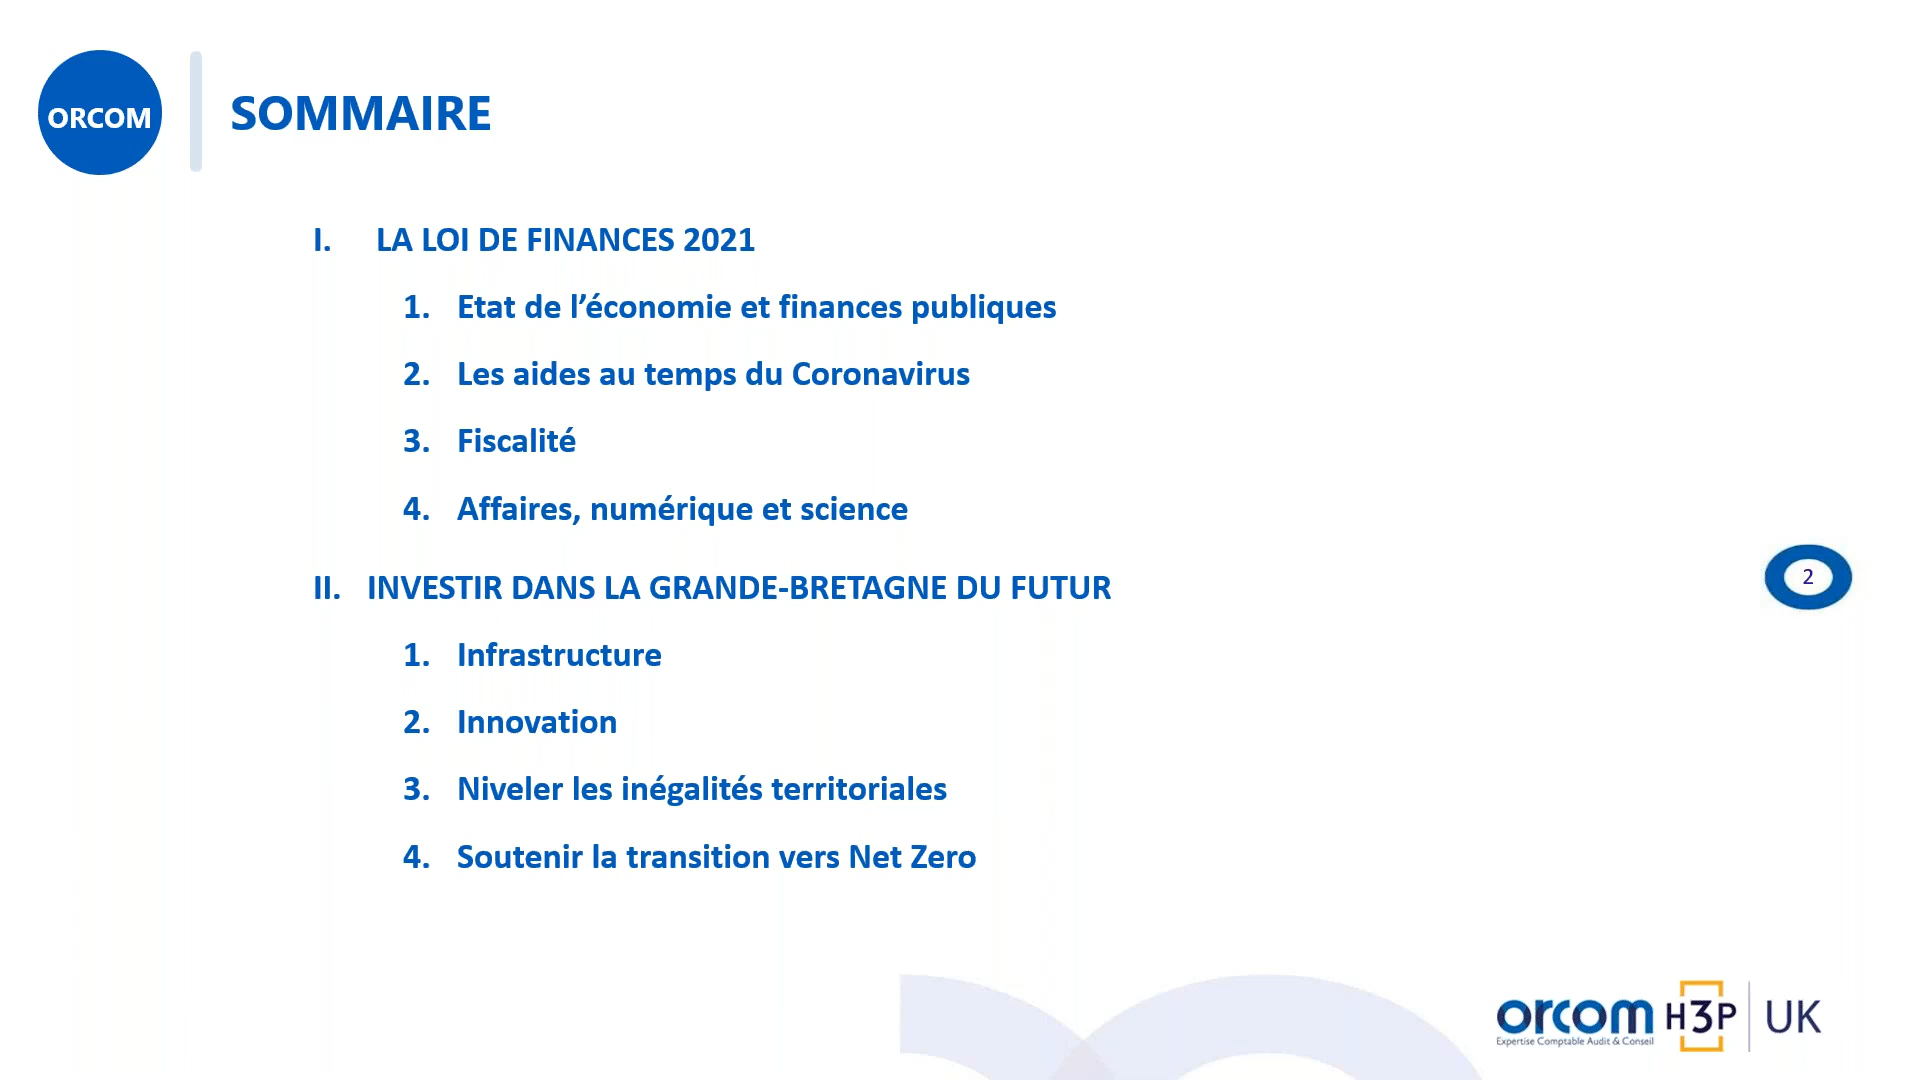 ORCOM
SOMMAIRE
I. LA LOI DE FINANCES 2021
1. Etat de l’économie et finances publiques
2. Les aides au temps du Coronavirus
3. Fiscalité
4. Affaires, numérique et science
II. INVESTIR DANS LA GRANDE-BRETAGNE DU FUTUR
1. Infrastructure
2. Innovation
3. Niveler les inégalités territoriales
4. Soutenir la transition vers Net Zero
2
orcom H3P UK
Expertise Comptable Audit & Conseil